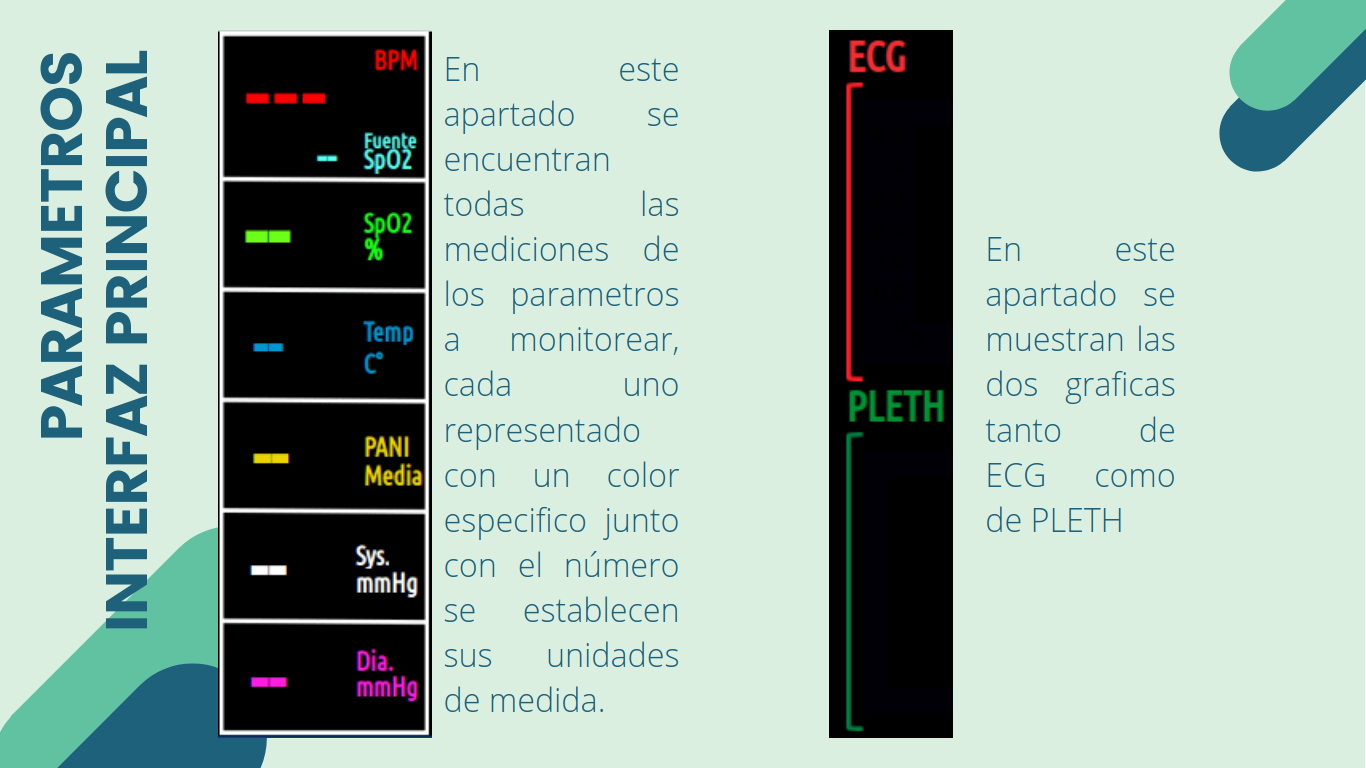 PARAMETROS
INTERFAZ PRINCIPAL
BPM
---
Fuente
-- SpO2
-- SpO2
%
-- Temp
C°
-- PANI
Media
-- Sys.
mmHg
-- Dia.
mmHg
En este
apartado se
encuentran
todas las
mediciones de
los parametros
a monitorear,
cada uno
representado
con un color
especifico junto
con el número
se establecen
sus unidades
de medida.
ECG
PLETH
En este
apartado se
muestran las
dos graficas
tanto de
ECG como
de PLETH